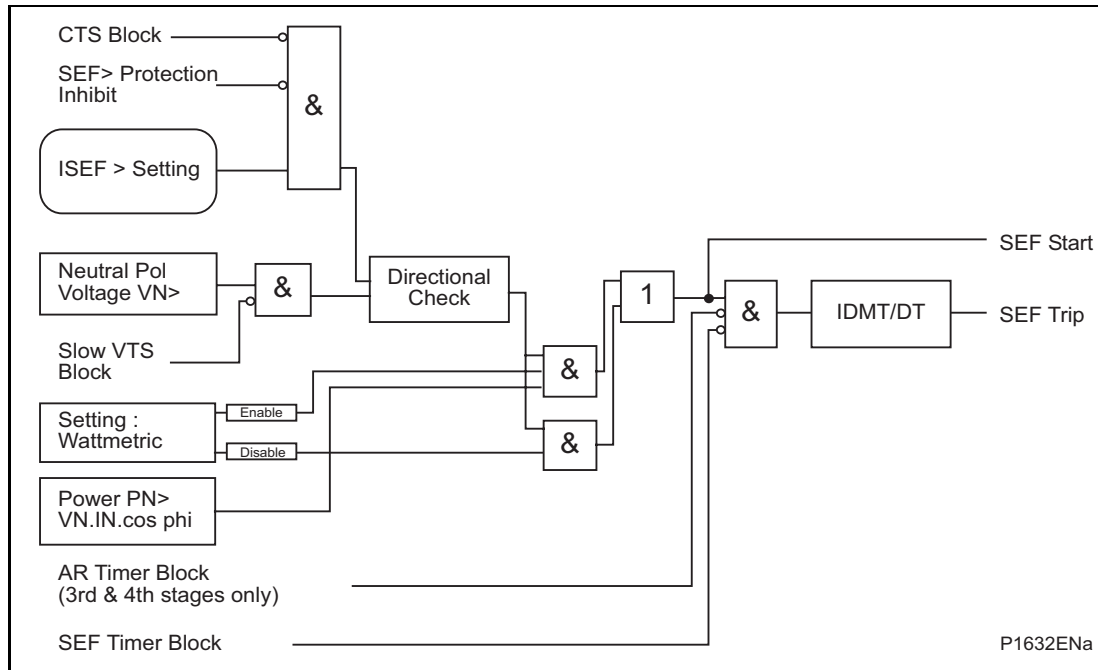 CTS Block
SEF> Protection
Inhibit
&
ISEF > Setting
Neutral Pol
Voltage VN>
&
Directional
Check
Slow VTS
Block
1
SEF Start
&
IDMT/DT
SEF Trip
&
Setting :
Wattmetric
Enable
Disable
&
Power PN>
VN.IN.cos phi
AR Timer Block
(3rd & 4th stages only)
SEF Timer Block
P1632ENa